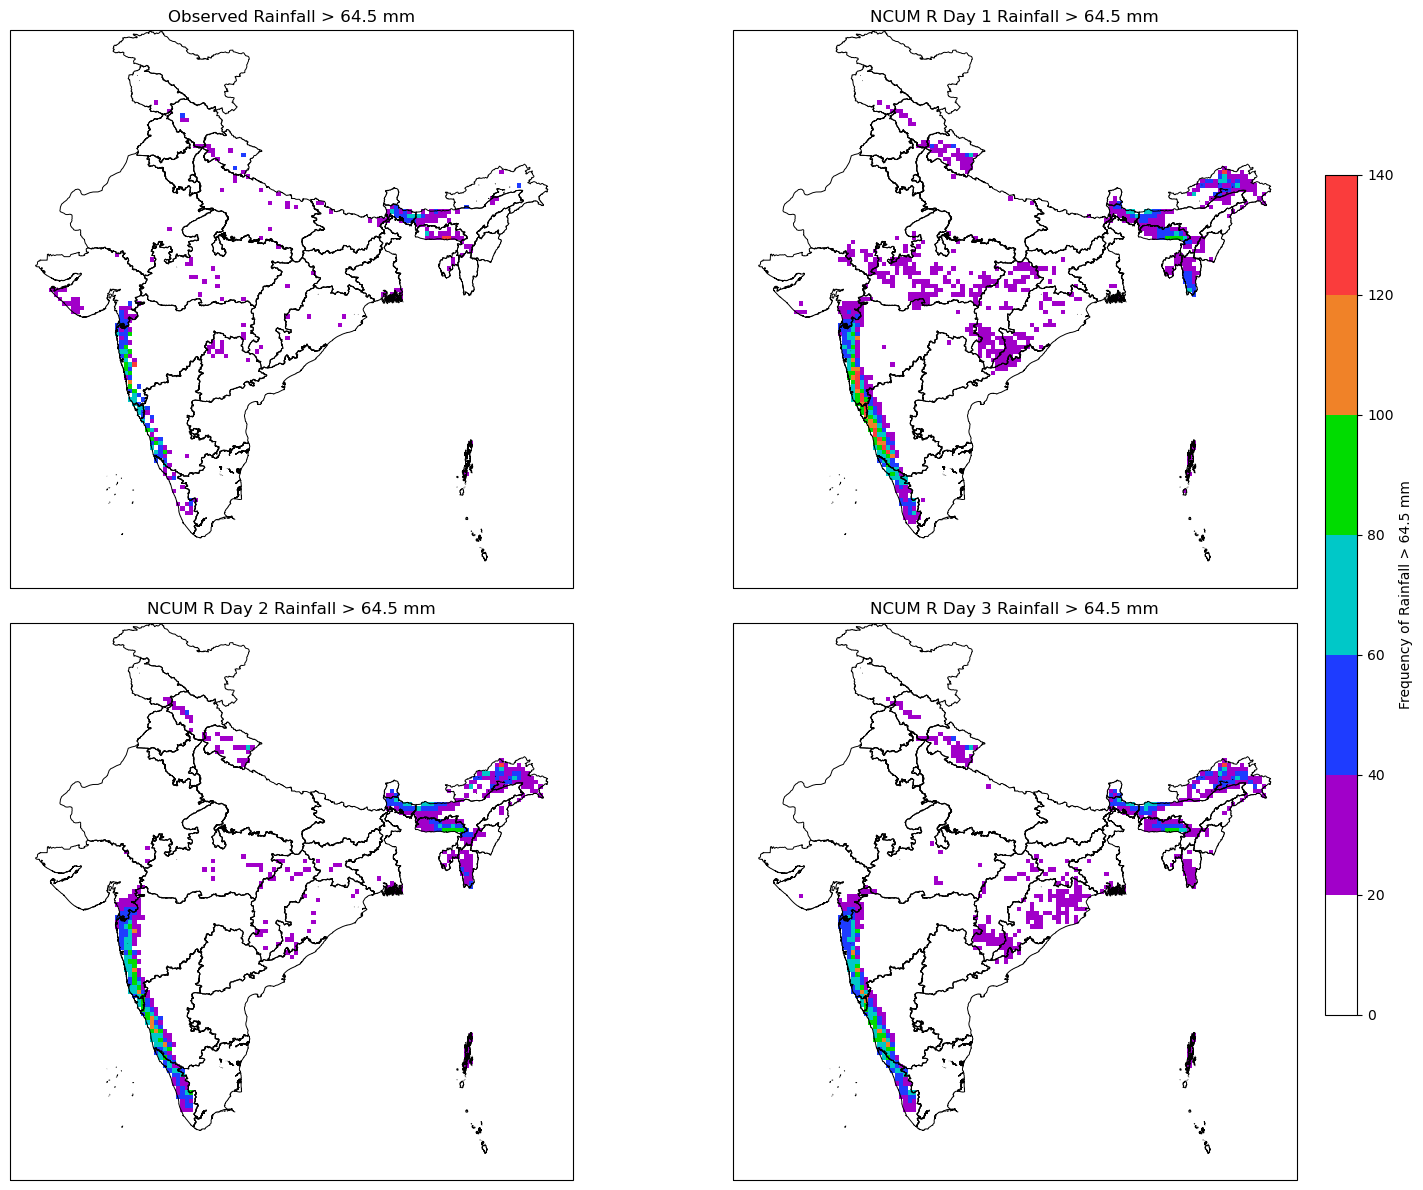 Observed Rainfall > 64.5 mm
NCUM R Day 1 Rainfall > 64.5 mm
NCUM R Day 2 Rainfall > 64.5 mm
NCUM R Day 3 Rainfall > 64.5 mm
140
120
100
80
60
40
20
0
Frequency of Rainfall > 64.5 mm